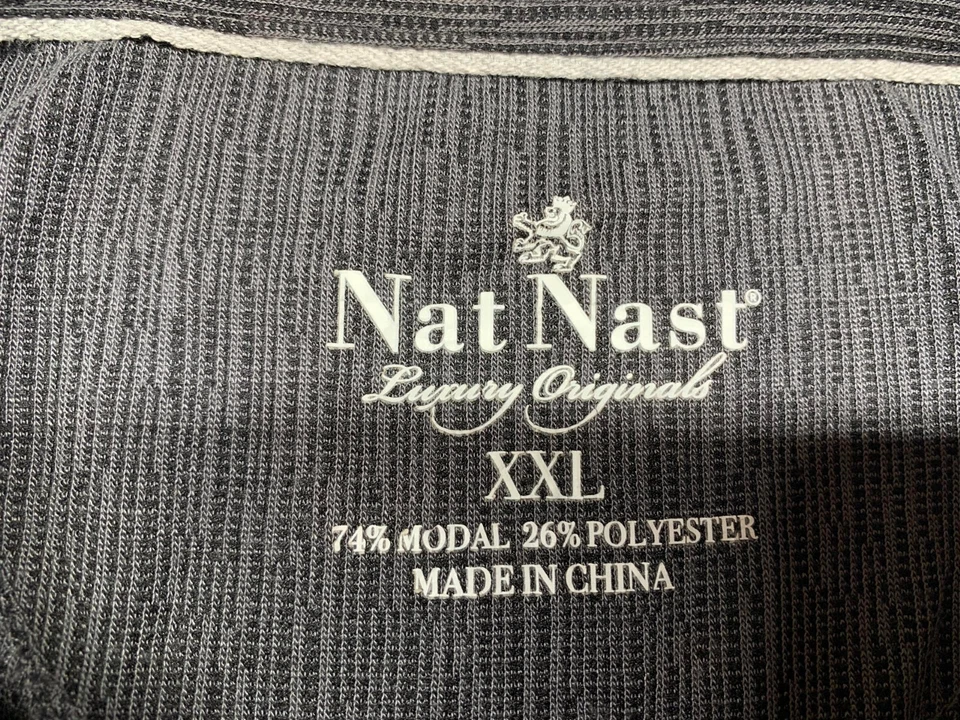 Nat Nast®
Luxury Originals
XXL
74% MODAL 26% POLYESTER
MADE IN CHINA